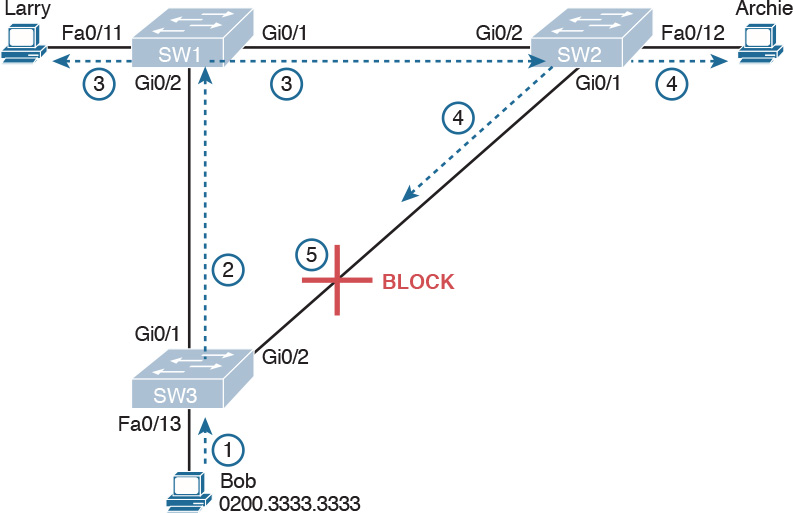 Larry
Fa0/11
SW1
Gi0/1
Gi0/2
SW2
Fa0/12
Archie
3
Gi0/2
3
Gi0/1
4
4
5
BLOCK
2
Gi0/1
Gi0/2
SW3
Fa0/13
1
Bob
0200.3333.3333